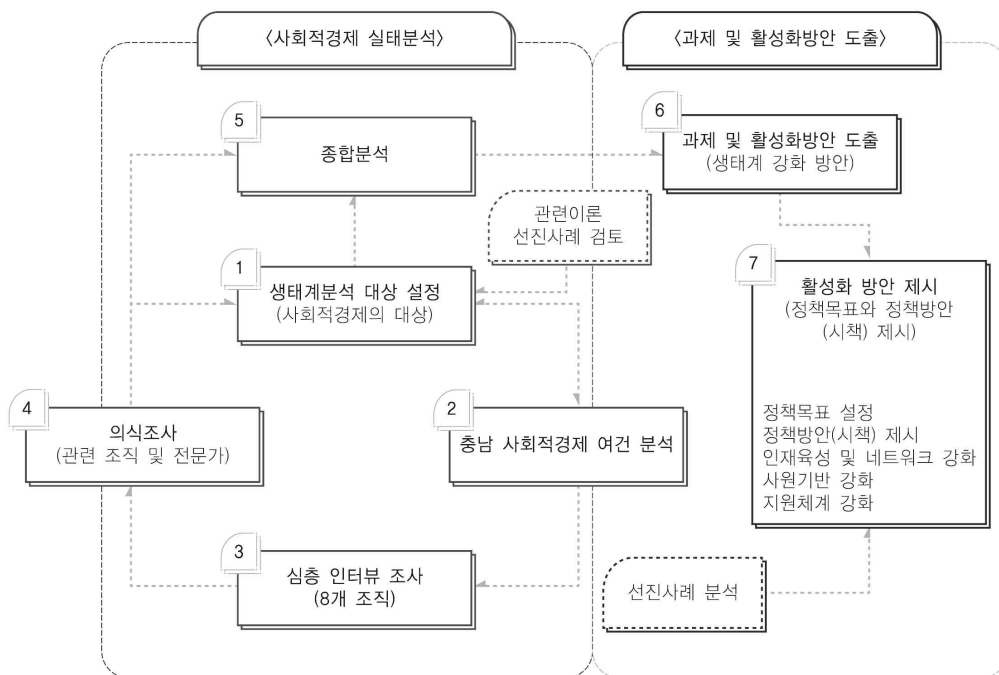 〈사회적경제 실태분석〉
〈과제 및 활성화방안 도출〉
5
종합분석
6
과제 및 활성화방안 도출
(생태계 강화 방안)
관련이론
선진사례 검토
1
생태계분석 대상 설정
(사회적경제의 대상)
7
활성화 방안 제시
(정책목표와 정책방안
(시책) 제시)
정책목표 설정
정책방안(시책) 제시
인재육성 및 네트워크 강화
사원기반 강화
지원체계 강화
4
의식조사
(관련 조직 및 전문가)
2
충남 사회적경제 여건 분석
3
심층 인터뷰 조사
(8개 조직)
선진사례 분석